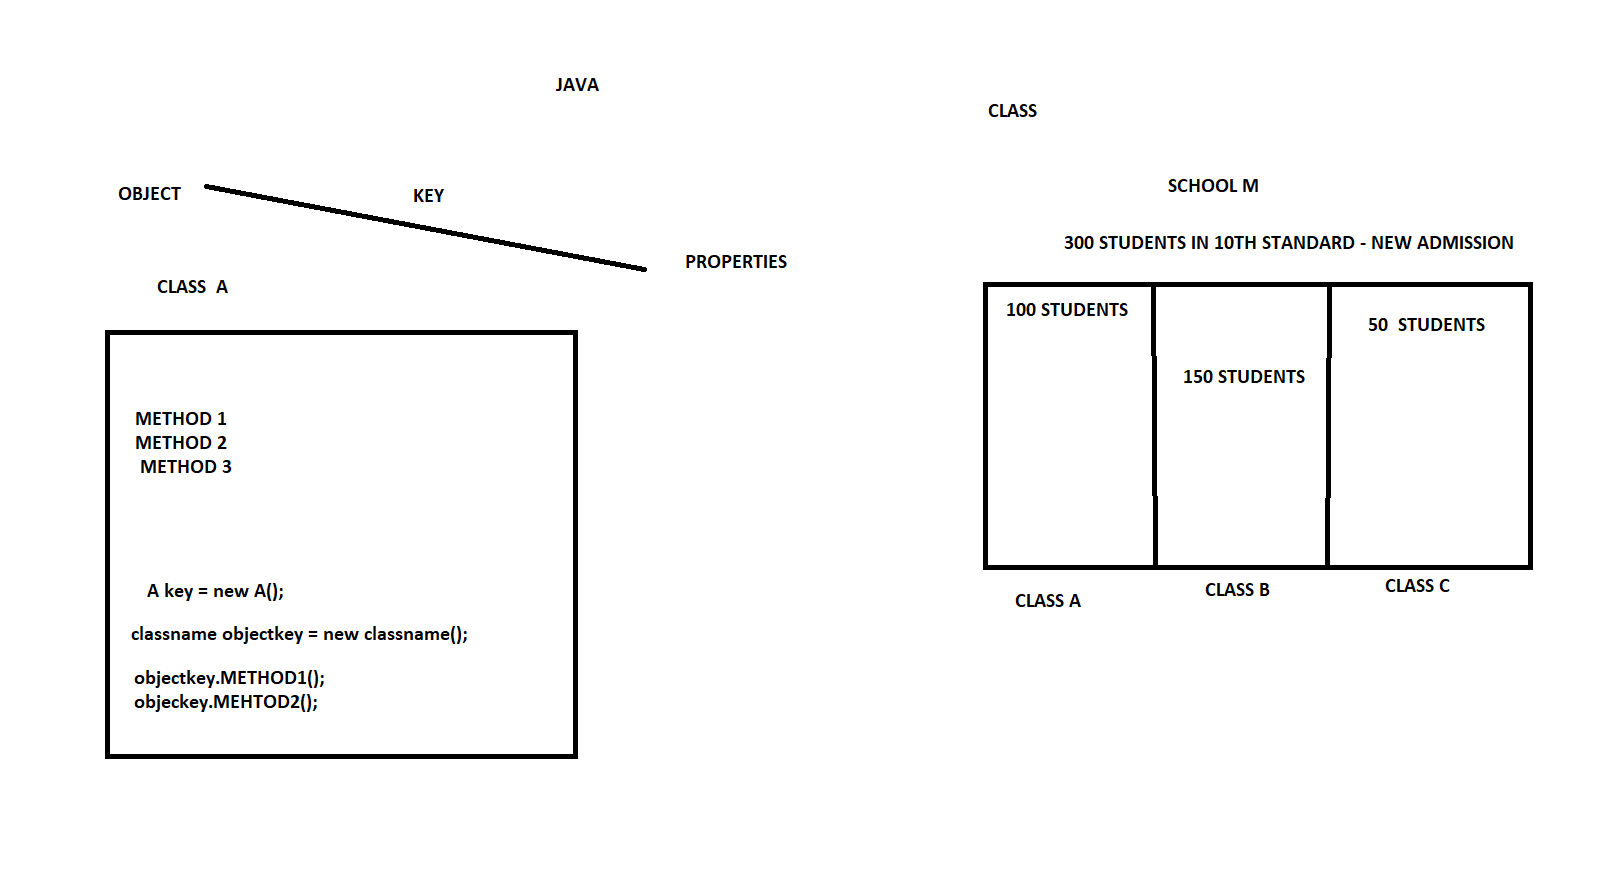 JAVA
OBJECT
KEY
PROPERTIES
CLASS  A
METHOD 1
METHOD 2
METHOD 3
A key = new A();
classname objectkey = new classname();
objectkey.METHOD1();
objeckey.MEHTOD2();
CLASS
SCHOOL M
300 STUDENTS IN 10TH STANDARD - NEW ADMISSION
100 STUDENTS
150 STUDENTS
50  STUDENTS
CLASS A
CLASS B
CLASS C